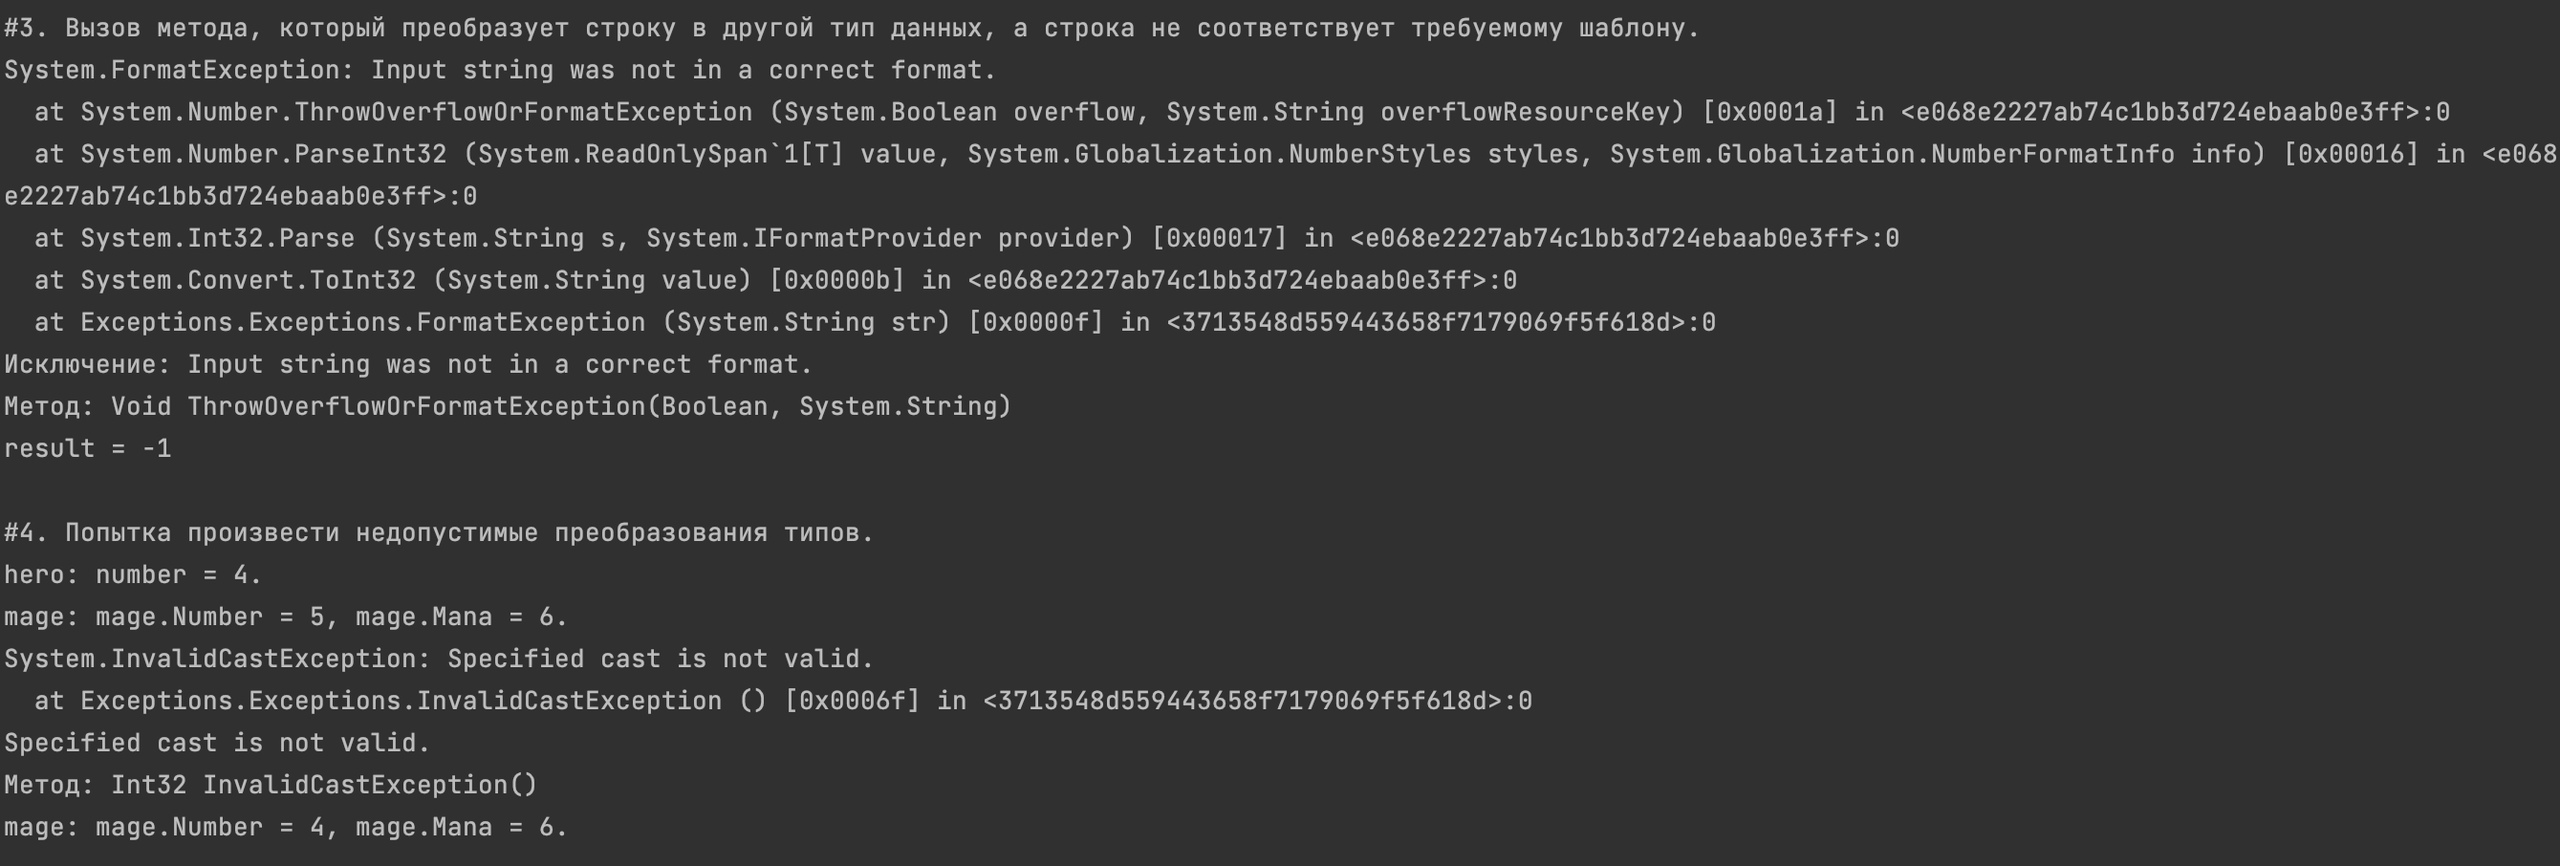 #3. Вызов метода, который преобразует строку в другой тип данных, а строка не соответствует требуемому шаблону.
System.FormatException: Input string was not in a correct format.
  at System.Number.ThrowOverflowOrFormatException (System.Boolean overflow, System.String overflowResourceKey) [0x0001a] in <e068e2227ab74c1bb3d724ebaab0e3ff>:0
  at System.Number.ParseInt32 (System.ReadOnlySpan`1[T] value, System.Globalization.NumberStyles styles, System.Globalization.NumberFormatInfo info) [0x00016] in <e068
e2227ab74c1bb3d724ebaab0e3ff>:0
  at System.Int32.Parse (System.String s, System.IFormatProvider provider) [0x00017] in <e068e2227ab74c1bb3d724ebaab0e3ff>:0
  at System.Convert.ToInt32 (System.String value) [0x0000b] in <e068e2227ab74c1bb3d724ebaab0e3ff>:0
  at Exceptions.Exceptions.FormatException (System.String str) [0x0000f] in <3713548d559443658f7179069f5f618d>:0
Исключение: Input string was not in a correct format.
Метод: Void ThrowOverflowOrFormatException(Boolean, System.String)
result = -1

#4. Попытка произвести недопустимые преобразования типов.
hero: number = 4.
mage: mage.Number = 5, mage.Mana = 6.
System.InvalidCastException: Specified cast is not valid.
  at Exceptions.Exceptions.InvalidCastException () [0x0006f] in <3713548d559443658f7179069f5f618d>:0
Specified cast is not valid.
Метод: Int32 InvalidCastException()
mage: mage.Number = 4, mage.Mana = 6.